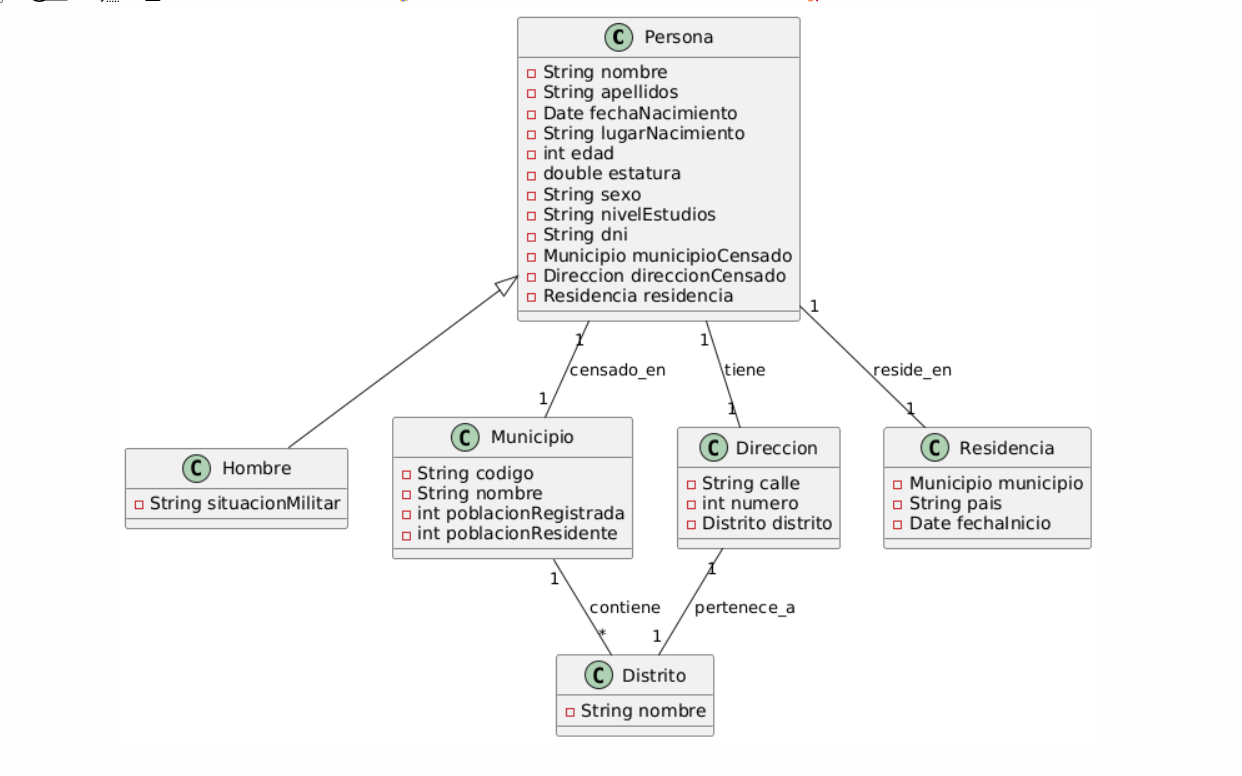 C Persona
String nombre
String apellidos
Date fechaNacimiento
String lugarNacimiento
int edad
double estatura
String sexo
String nivelEstudios
String dni
Municipio municipioCensado
Direccion direccionCensado
Residencia residencia
1
1
1
censado_en
tiene
reside_en
1
1
1
C Hombre
String situacionMilitar
C Municipio
String codigo
String nombre
int poblacionRegistrada
int poblacionResidente
C Direccion
String calle
int numero
Distrito distrito
C Residencia
Municipio municipio
String pais
Date fechaInicio
1
1
contiene
pertenece_a
*
1
C Distrito
String nombre